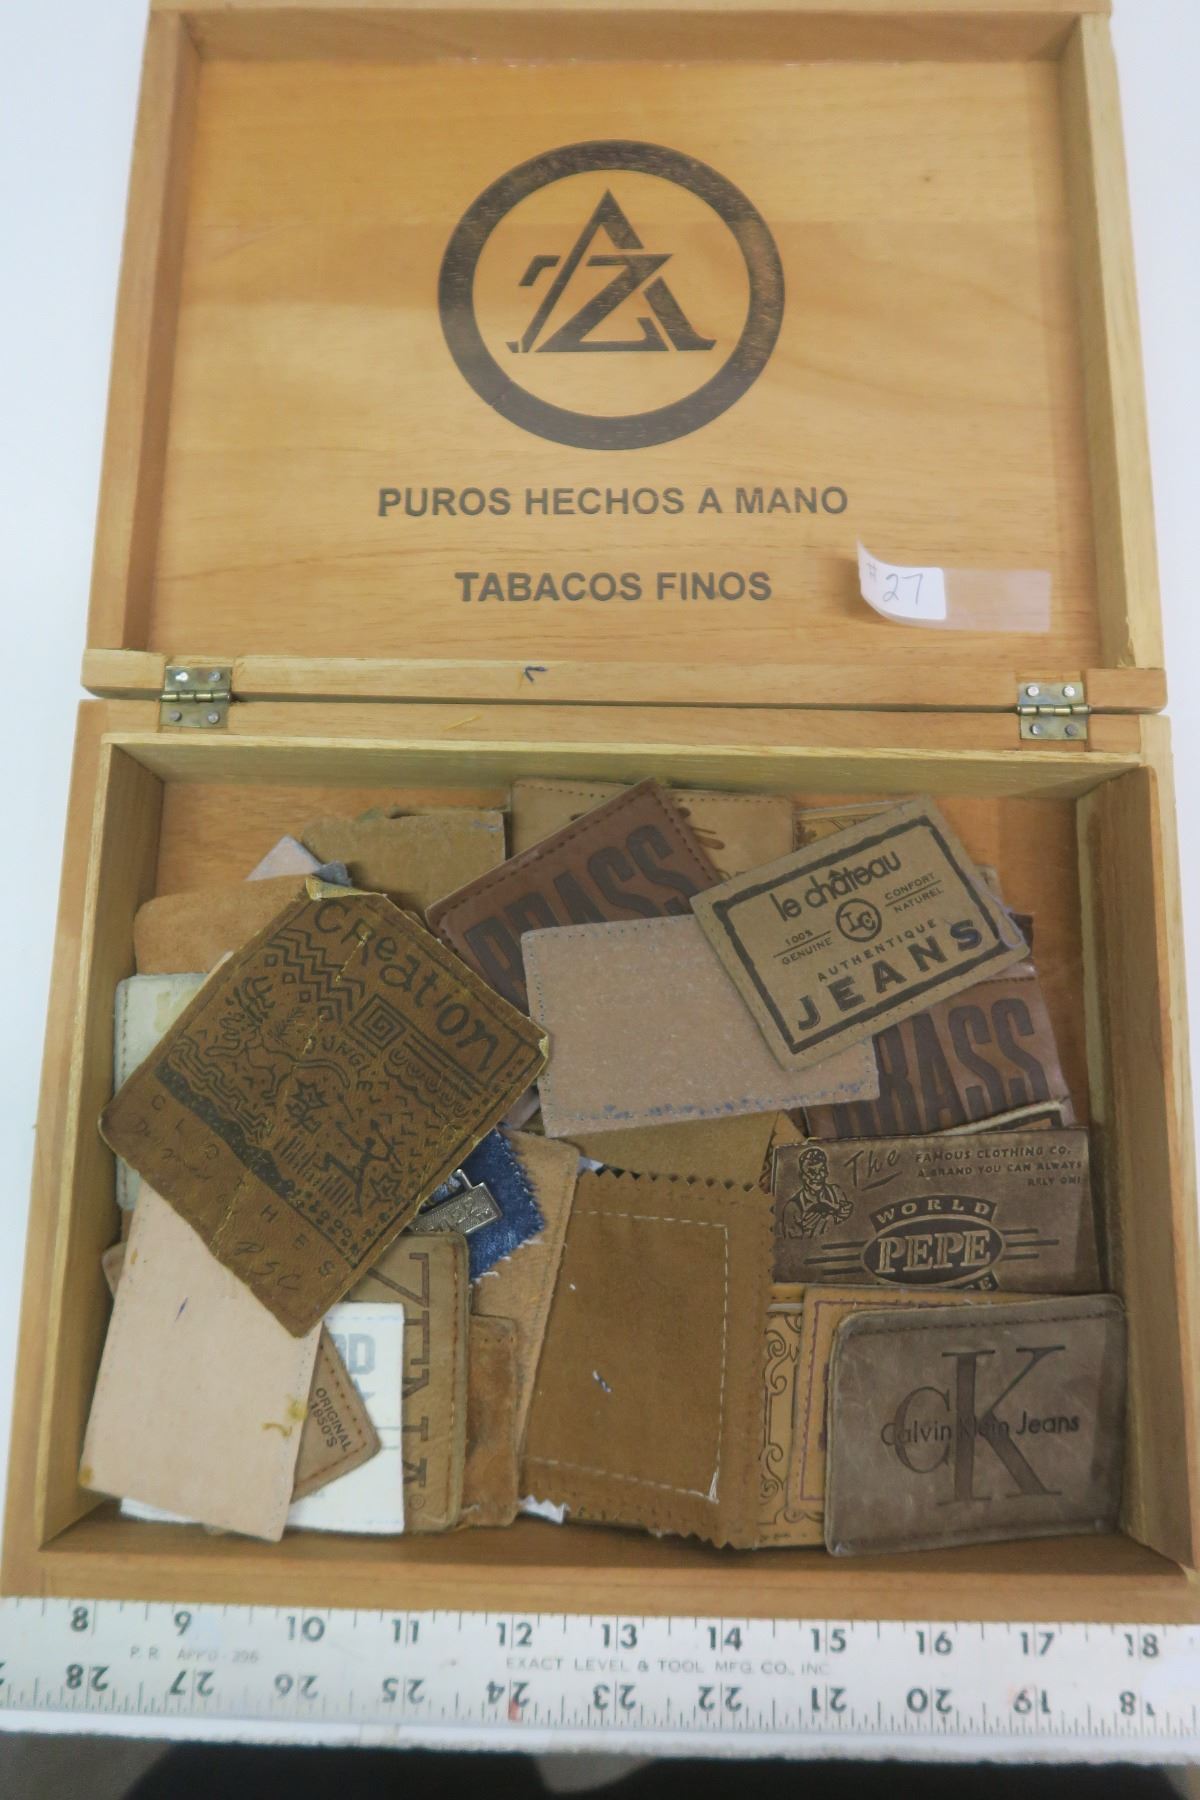 PUROS HECHOS A MANO
TABACOS FINOS
# 27
BRASS
le château
LC
100% GENUINE
CONFORT NATUREL
AUTHENTIQUE
JEANS
CReatiON
JUNGLE
BRASS
The FAMOUS CLOTHING CO.
A BRAND YOU CAN ALWAYS
RELY ON!
WORLD
PEPE
ORIGINAL
1950'S
CK
Calvin Klein Jeans
8 9 10 11 12 13 14 15 16 17 18
P.R. APP'D-396
EXACT LEVEL & TOOL MFG. CO., INC.
28 27 26 25 24 23 22 21 20 19 18